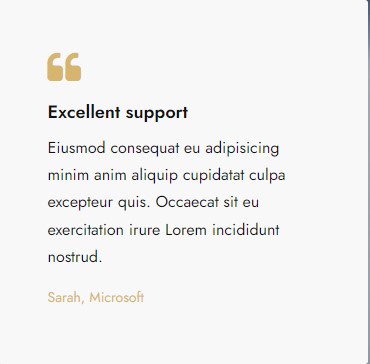 Excellent support
Eiusmod consequat eu adipisicing
minim anim aliquip cupidatat culpa
excepteur quis. Occaecat sit eu
exercitation irure Lorem incididunt
nostrud.
Sarah, Microsoft